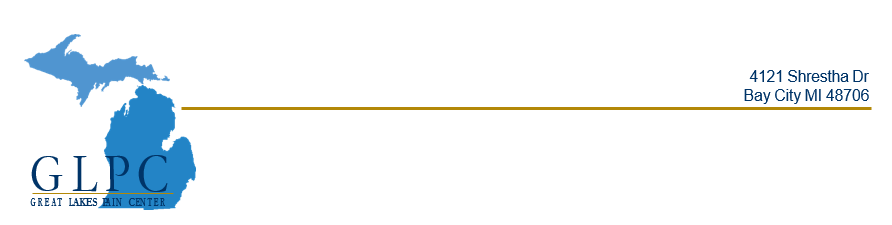 4121 Shrestha Dr
Bay City MI 48706
GLPC
GREAT LAKES PAIN CENTER